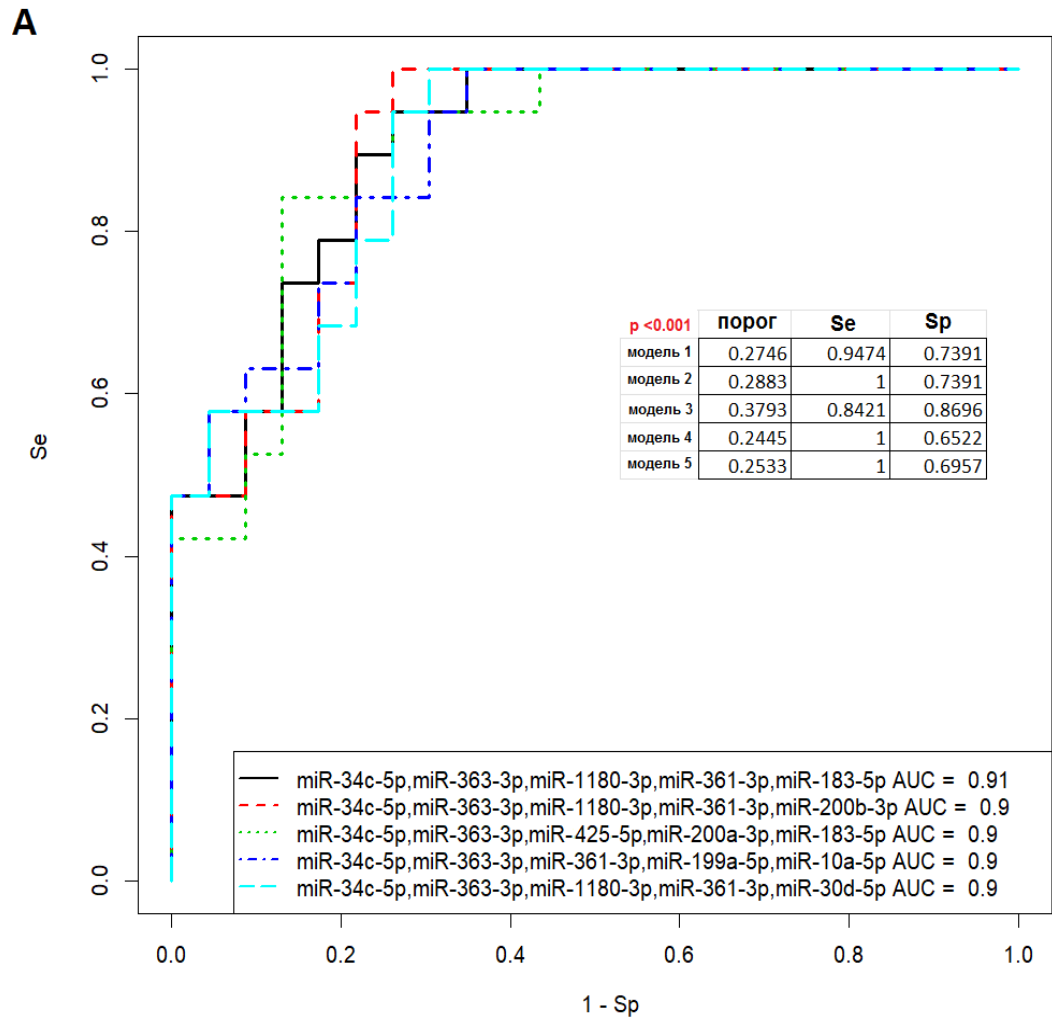 A
1.0
0.8
0.6
0.4
0.2
0.0
Se
p <0.001 порог Se Sp
модель 1 0.2746 0.9474 0.7391
модель 2 0.2883 1 0.7391
модель 3 0.3793 0.8421 0.8696
модель 4 0.2445 1 0.6522
модель 5 0.2533 1 0.6957
miR-34c-5p,miR-363-3p,miR-1180-3p,miR-361-3p,miR-183-5p AUC = 0.91
miR-34c-5p,miR-363-3p,miR-1180-3p,miR-361-3p,miR-200b-3p AUC = 0.9
miR-34c-5p,miR-363-3p,miR-425-5p,miR-200a-3p,miR-183-5p AUC = 0.9
miR-34c-5p,miR-363-3p,miR-361-3p,miR-199a-5p,miR-10a-5p AUC = 0.9
miR-34c-5p,miR-363-3p,miR-1180-3p,miR-361-3p,miR-30d-5p AUC = 0.9
0.0 0.2 0.4 0.6 0.8 1.0
1 - Sp